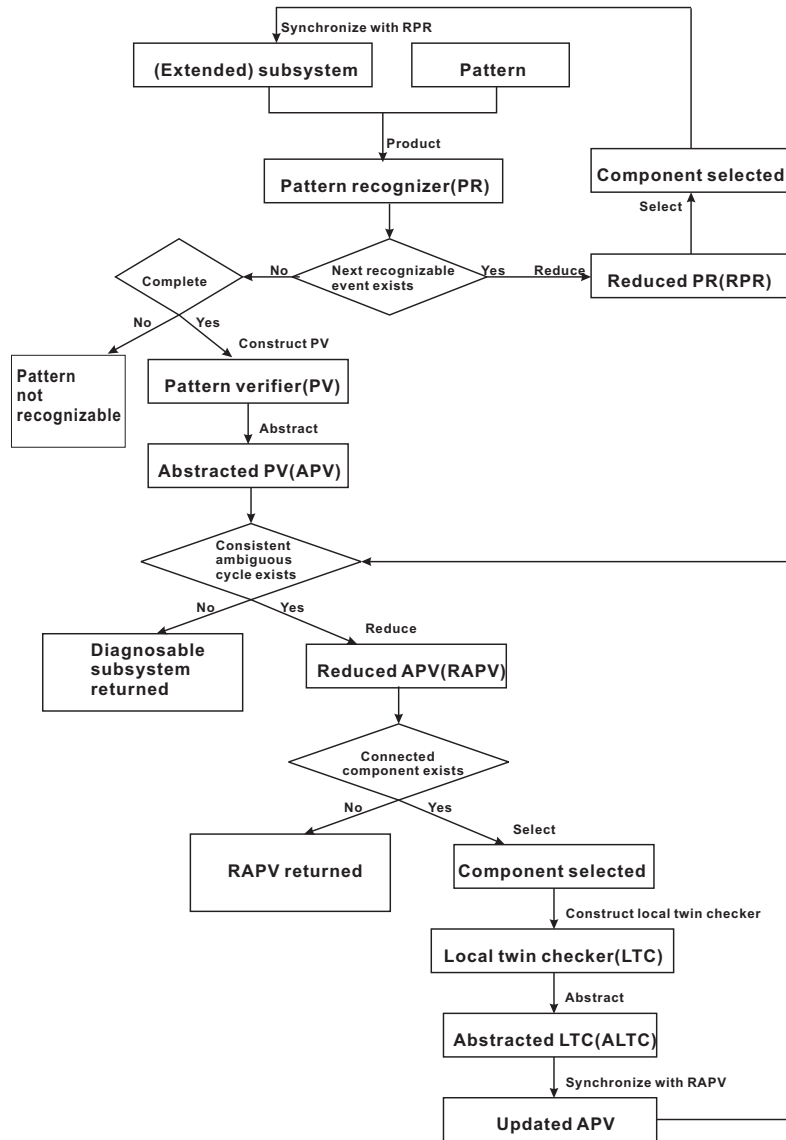 Synchronize with RPR
(Extended) subsystem
Pattern
Product
Pattern recognizer(PR)
Component selected
Select
Next recognizable
event exists
No
Yes
Reduce
Complete
Reduced PR(RPR)
No
Yes
Construct PV
Pattern
not
recognizable
Pattern verifier(PV)
Abstract
Abstracted PV(APV)
Consistent
ambiguous
cycle exists
No
Yes
Reduce
Diagnosable
subsystem
returned
Reduced APV(RAPV)
Connected
component exists
No
Yes
Select
RAPV returned
Component selected
Construct local twin checker
Local twin checker(LTC)
Abstract
Abstracted LTC(ALTC)
Synchronize with RAPV
Updated APV